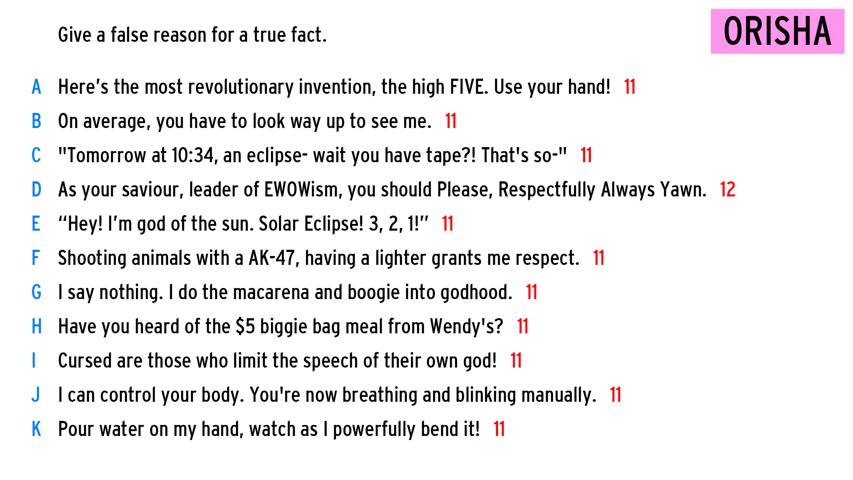 Give a false reason for a true fact.
ORISHA
A Here's the most revolutionary invention, the high FIVE. Use your hand! 11
B On average, you have to look way up to see me. 11
C "Tomorrow at 10:34, an eclipse- wait you have tape?! That's so-" 11
D As your saviour, leader of EWOWism, you should Please, Respectfully Always Yawn. 12
E “Hey! I'm god of the sun. Solar Eclipse! 3, 2, 1!” 11
F Shooting animals with a AK-47, having a lighter grants me respect. 11
G I say nothing. I do the macarena and boogie into godhood. 11
H Have you heard of the $5 biggie bag meal from Wendy's? 11
I Cursed are those who limit the speech of their own god! 11
J I can control your body. You're now breathing and blinking manually. 11
K Pour water on my hand, watch as I powerfully bend it! 11